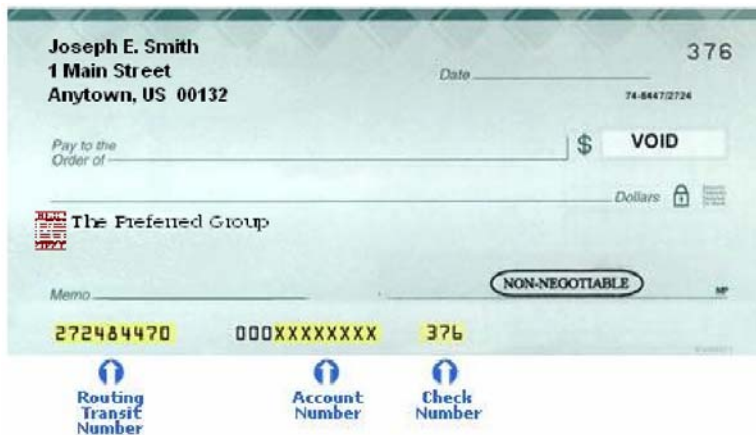 Joseph E. Smith
376
1 Main Street
Date
Anytown, US 00132
74-8447/2724
Pay to the
Order of
$ VOID
Dollars
The Preferred Group
NON-NEGOTIABLE
Memo
MP
272484470 000XXXXXXXX 376
Routing
Transit
Number
Account
Number
Check
Number